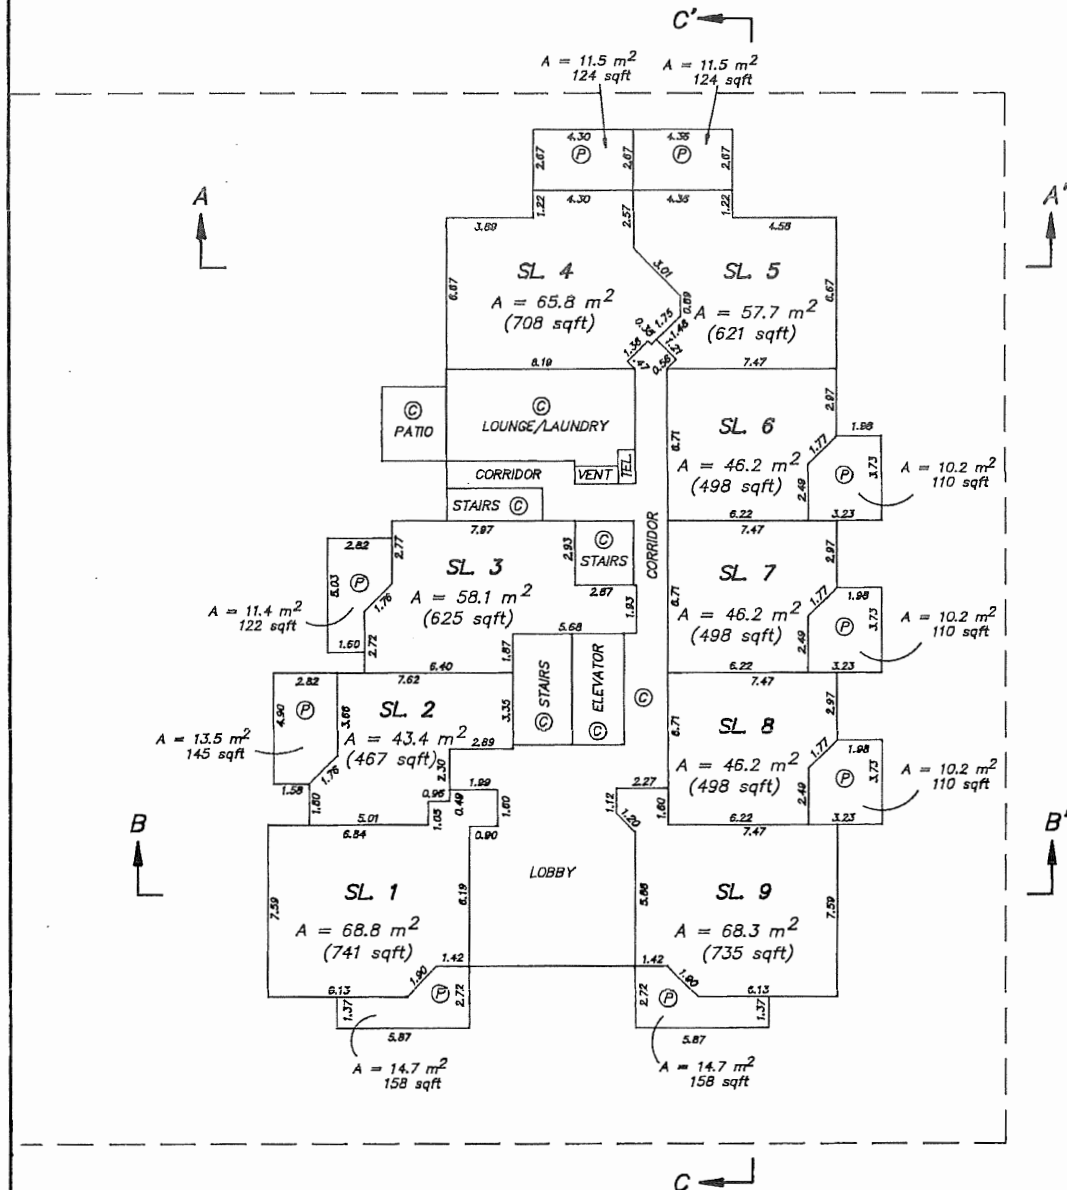 C'
A = 11.5 m²
124 sqft
A = 11.5 m²
124 sqft
4.30
4.35
P
P
2.67
2.67
2.67
A
A'
1.22
4.30
4.35
1.22
3.89
2.57
4.58
SL. 4
3.01
SL. 5
6.67
A = 65.8 m²
(708 sqft)
0.89
A = 57.7 m²
(621 sqft)
6.67
1.75
1.48
1.38
.47
0.58
8.19
7.47
C
PATIO
C
LOUNGE/LAUNDRY
2.97
SL. 6
1.98
6.71
1.77
CORRIDOR
VENT
TEL.
A = 46.2 m²
(498 sqft)
P
3.73
A = 10.2 m²
110 sqft
2.49
STAIRS C
6.22
3.23
7.97
7.47
2.82
2.77
2.93
C
STAIRS
CORRIDOR
2.97
SL. 3
SL. 7
5.03
P
A = 58.1 m²
(625 sqft)
1.76
2.87
6.71
1.77
1.98
A = 46.2 m²
(498 sqft)
P
3.73
A = 10.2 m²
110 sqft
A = 11.4 m²
122 sqft
1.93
2.49
1.60
2.72
5.68
1.87
6.40
6.22
3.23
2.82
7.62
7.47
4.90
P
3.66
SL. 2
3.35
C STAIRS
C ELEVATOR
C
6.71
SL. 8
2.97
A = 13.5 m²
145 sqft
A = 43.4 m²
(467 sqft)
2.89
1.77
1.98
1.76
2.30
A = 46.2 m²
(498 sqft)
P
3.73
A = 10.2 m²
110 sqft
1.58
0.96
0.49
1.99
2.27
2.49
1.80
1.05
1.60
1.12
1.60
B
5.01
1.20
6.22
3.23
B'
6.84
0.90
7.47
SL. 1
LOBBY
SL. 9
7.59
A = 68.8 m²
(741 sqft)
6.19
5.86
A = 68.3 m²
(735 sqft)
7.59
1.42
1.42
1.90
1.90
6.13
P
2.72
2.72
P
6.13
1.37
1.37
5.87
5.87
A = 14.7 m²
158 sqft
A = 14.7 m²
158 sqft
C